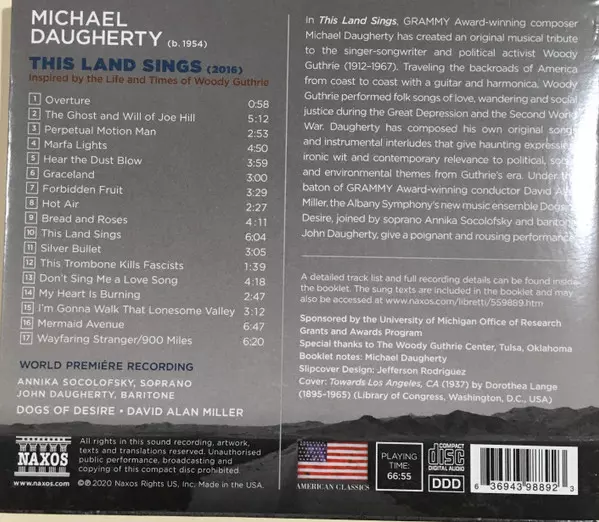 MICHAEL
DAUGHERTY (b. 1954)
THIS LAND SINGS (2016)
Inspired by the Life and Times of Woody Guthrie
1 Overture 0:58
2 The Ghost and Will of Joe Hill 5:12
3 Perpetual Motion Man 2:53
4 Marfa Lights 4:50
5 Hear the Dust Blow 3:59
6 Graceland 3:00
7 Forbidden Fruit 3:29
8 Hot Air 2:27
9 Bread and Roses 4:11
10 This Land Sings 6:04
11 Silver Bullet 3:05
12 This Trombone Kills Fascists 1:39
13 Don't Sing Me a Love Song 4:18
14 My Heart Is Burning 2:47
15 I'm Gonna Walk That Lonesome Valley 3:12
16 Mermaid Avenue 6:47
17 Wayfaring Stranger/900 Miles 6:20
WORLD PREMIÈRE RECORDING
ANNIKA SOCOLOFSKY, SOPRANO
JOHN DAUGHERTY, BARITONE
DOGS OF DESIRE • DAVID ALAN MILLER
In This Land Sings, GRAMMY Award-winning composer
Michael Daugherty has created an original musical tribute
to the singer-songwriter and political activist Woody
Guthrie (1912–1967). Traveling the backroads of America
from coast to coast with a guitar and harmonica, Woody
Guthrie performed folk songs of love, wandering and social
justice during the Great Depression and the Second World
War. Daugherty has composed his own original songs
and instrumental interludes that give haunting expression,
ironic wit and contemporary relevance to political, social
and environmental themes from Guthrie's era. Under the
baton of GRAMMY Award-winning conductor David Alan
Miller, the Albany Symphony's new music ensemble Dogs of
Desire, joined by soprano Annika Socolofsky and baritone
John Daugherty, give a poignant and rousing performance.
A detailed track list and full recording details can be found inside
the booklet. The sung texts are included in the booklet and may
also be accessed at www.naxos.com/libretti/559889.htm
Sponsored by the University of Michigan Office of Research
Grants and Awards Program
Special thanks to The Woody Guthrie Center, Tulsa, Oklahoma
Booklet notes: Michael Daugherty
Slipcover Design: Jefferson Rodríguez
Cover: Towards Los Angeles, CA (1937) by Dorothea Lange
(1895–1965) (Library of Congress, Washington, D.C., USA)
NAXOS
www.naxos.com
All rights in this sound recording, artwork,
texts and translations reserved. Unauthorised
public performance, broadcasting and
copying of this compact disc prohibited.
℗ © 2020 Naxos Rights US, Inc. Made in the USA.
AMERICAN CLASSICS
PLAYING
TIME:
66:55
COMPACT
disc
DIGITAL AUDIO
DDD
6 36943 98892 3